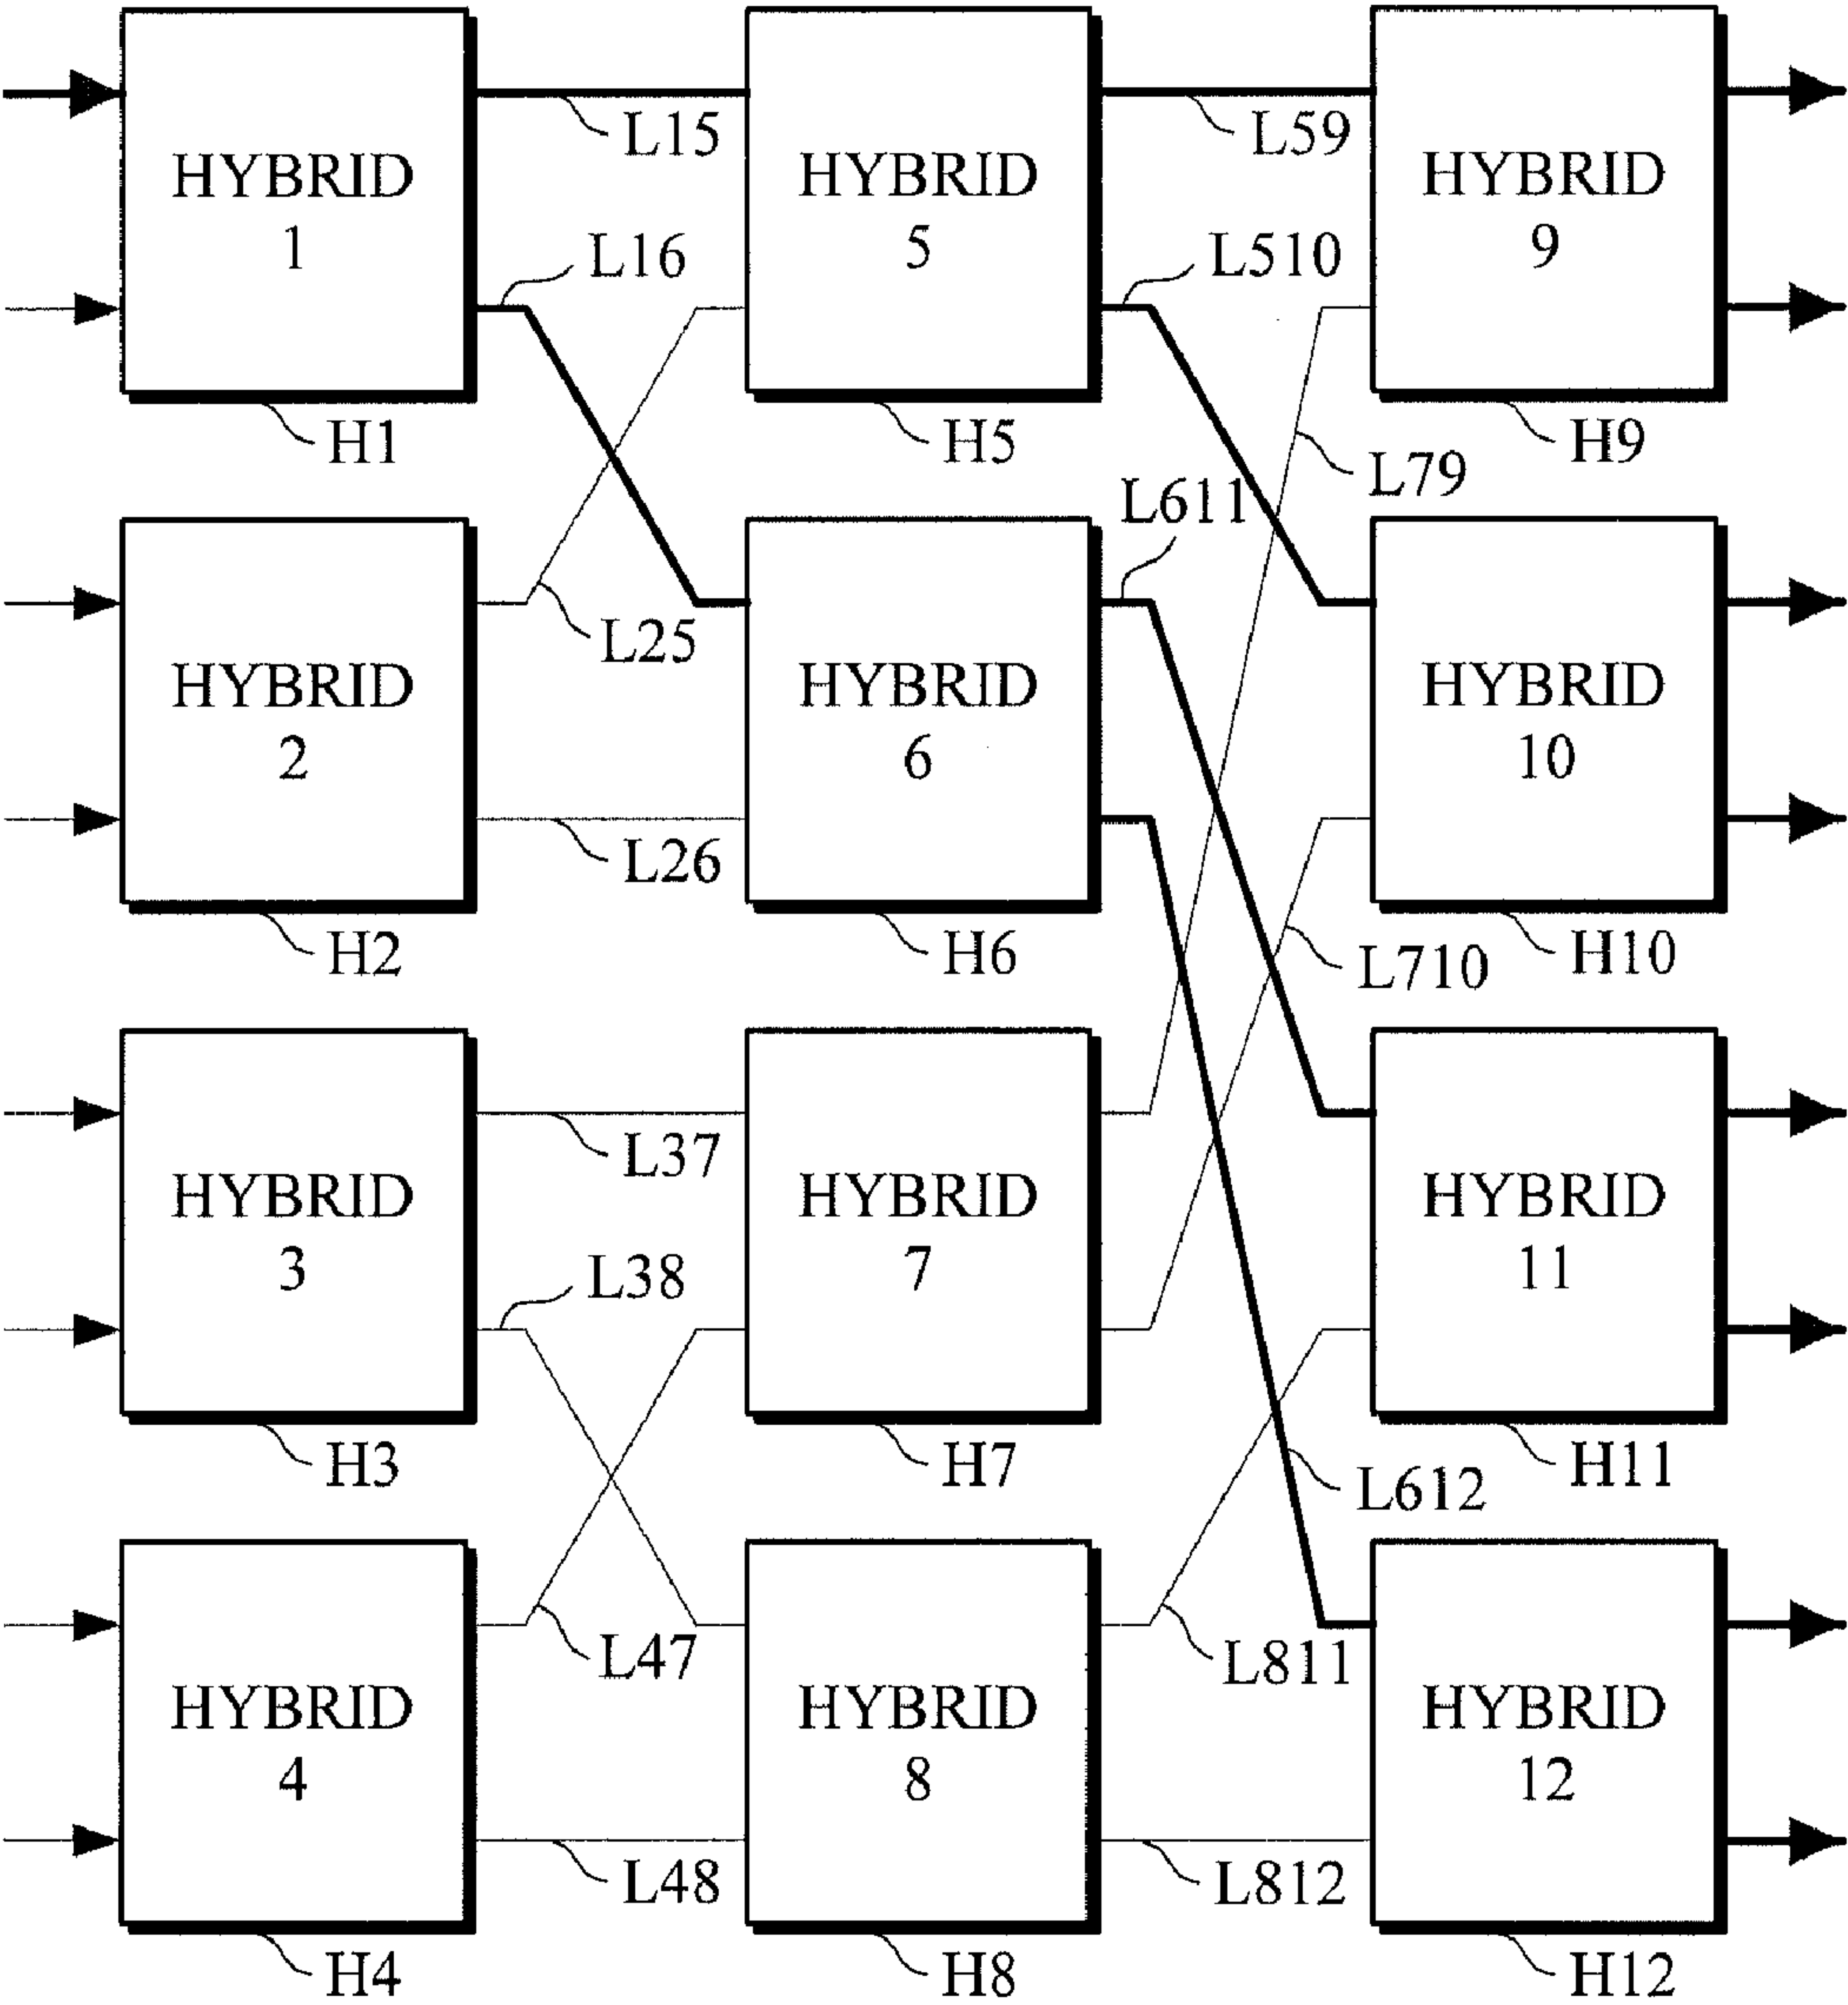 HYBRID
1
L15
HYBRID
5
L59
HYBRID
9
L16
L510
H1
H5
H9
L79
L611
HYBRID
2
L25
HYBRID
6
HYBRID
10
L26
H2
H6
H10
L710
HYBRID
3
L37
HYBRID
7
HYBRID
11
L38
H3
H7
H11
L612
HYBRID
4
L47
HYBRID
8
L811
HYBRID
12
L48
L812
H4
H8
H12